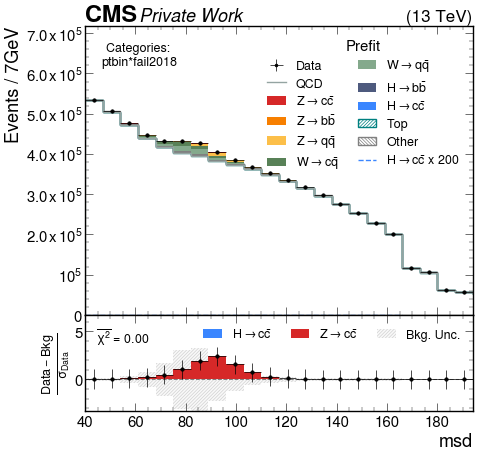 CMS Private Work (13 TeV)
Events / 7GeV
7.0 x 10⁵
6.0 x 10⁵
5.0 x 10⁵
4.0 x 10⁵
3.0 x 10⁵
2.0 x 10⁵
10⁵
0
Categories:
ptbin*fail2018
Prefit
Data
QCD
Z→cc̄
Z→bb̄
Z→qq̄
W→cq̄
W→qq̄
H→bb̄
H→cc̄
Top
Other
H→cc̄ x 200
Data − Bkg
σData
5
0
χ̅² = 0.00
H→cc̄
Z→cc̄
Bkg. Unc.
40 60 80 100 120 140 160 180
msd